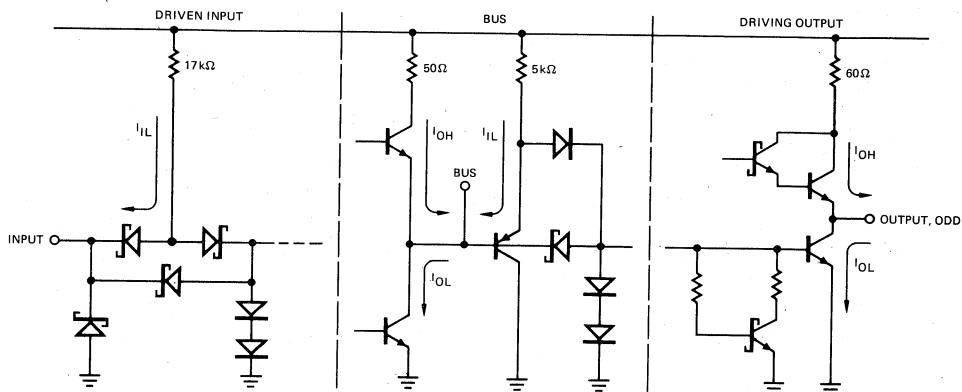 DRIVEN INPUT
BUS
DRIVING OUTPUT
17kΩ
50Ω
5kΩ
60Ω
IIL
IOH
IIL
IOH
BUS
INPUT
OUTPUT, ODD
IOL
IOL